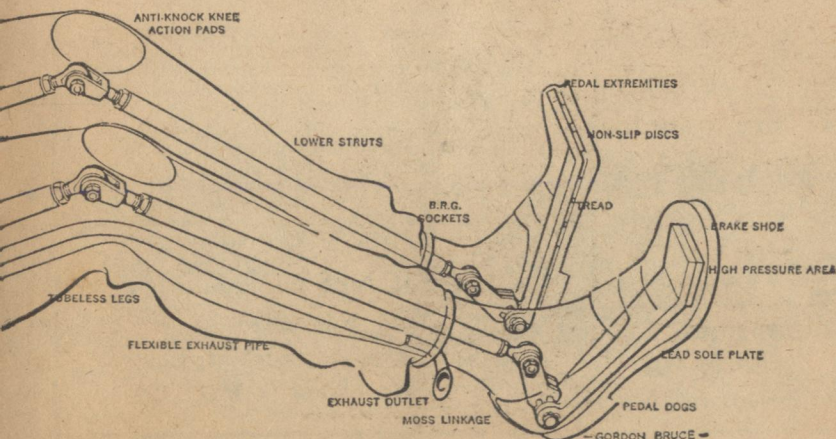 ANTI-KNOCK KNEE
ACTION PADS
PEDAL EXTREMITIES
NON-SLIP DISCS
LOWER STRUTS
B.R.G.
SOCKETS
TREAD
BRAKE SHOE
HIGH PRESSURE AREA
TUBELESS LEGS
FLEXIBLE EXHAUST PIPE
LEAD SOLE PLATE
EXHAUST OUTLET
PEDAL DOGS
MOSS LINKAGE
-GORDON BRUCE-